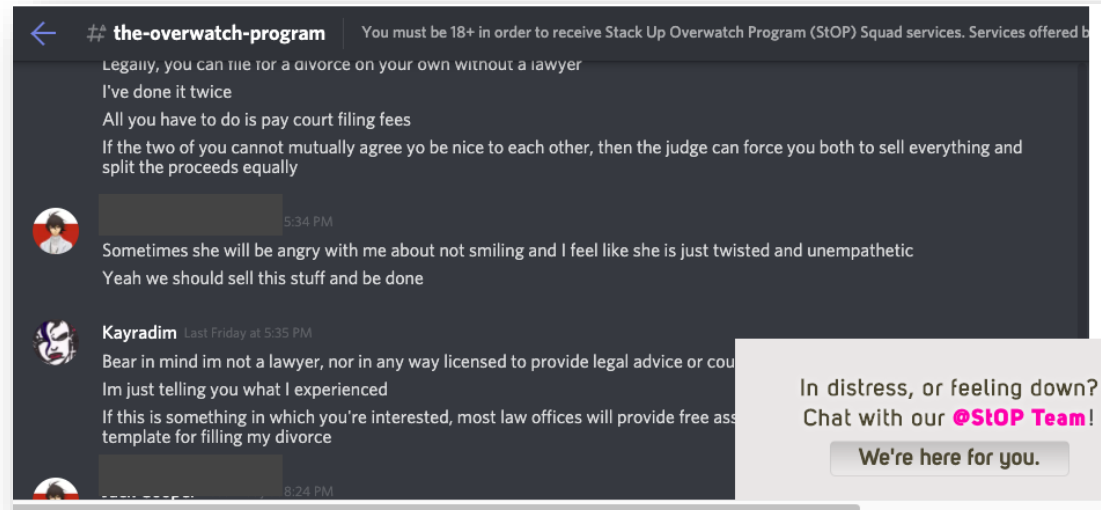 #the-overwatch-program You must be 18+ in order to receive Stack Up Overwatch Program (StOP) Squad services. Services offered b
Legally, you can file for a divorce on your own without a lawyer
I've done it twice
All you have to do is pay court filing fees
If the two of you cannot mutually agree yo be nice to each other, then the judge can force you both to sell everything and
split the proceeds equally
5:34 PM
Sometimes she will be angry with me about not smiling and I feel like she is just twisted and unempathetic
Yeah we should sell this stuff and be done
Kayradim Last Friday at 5:35 PM
Bear in mind im not a lawyer, nor in any way licensed to provide legal advice or cou
Im just telling you what I experienced
If this is something in which you're interested, most law offices will provide free ass
template for filling my divorce
8:24 PM
In distress, or feeling down?
Chat with our @StOP Team!
We're here for you.